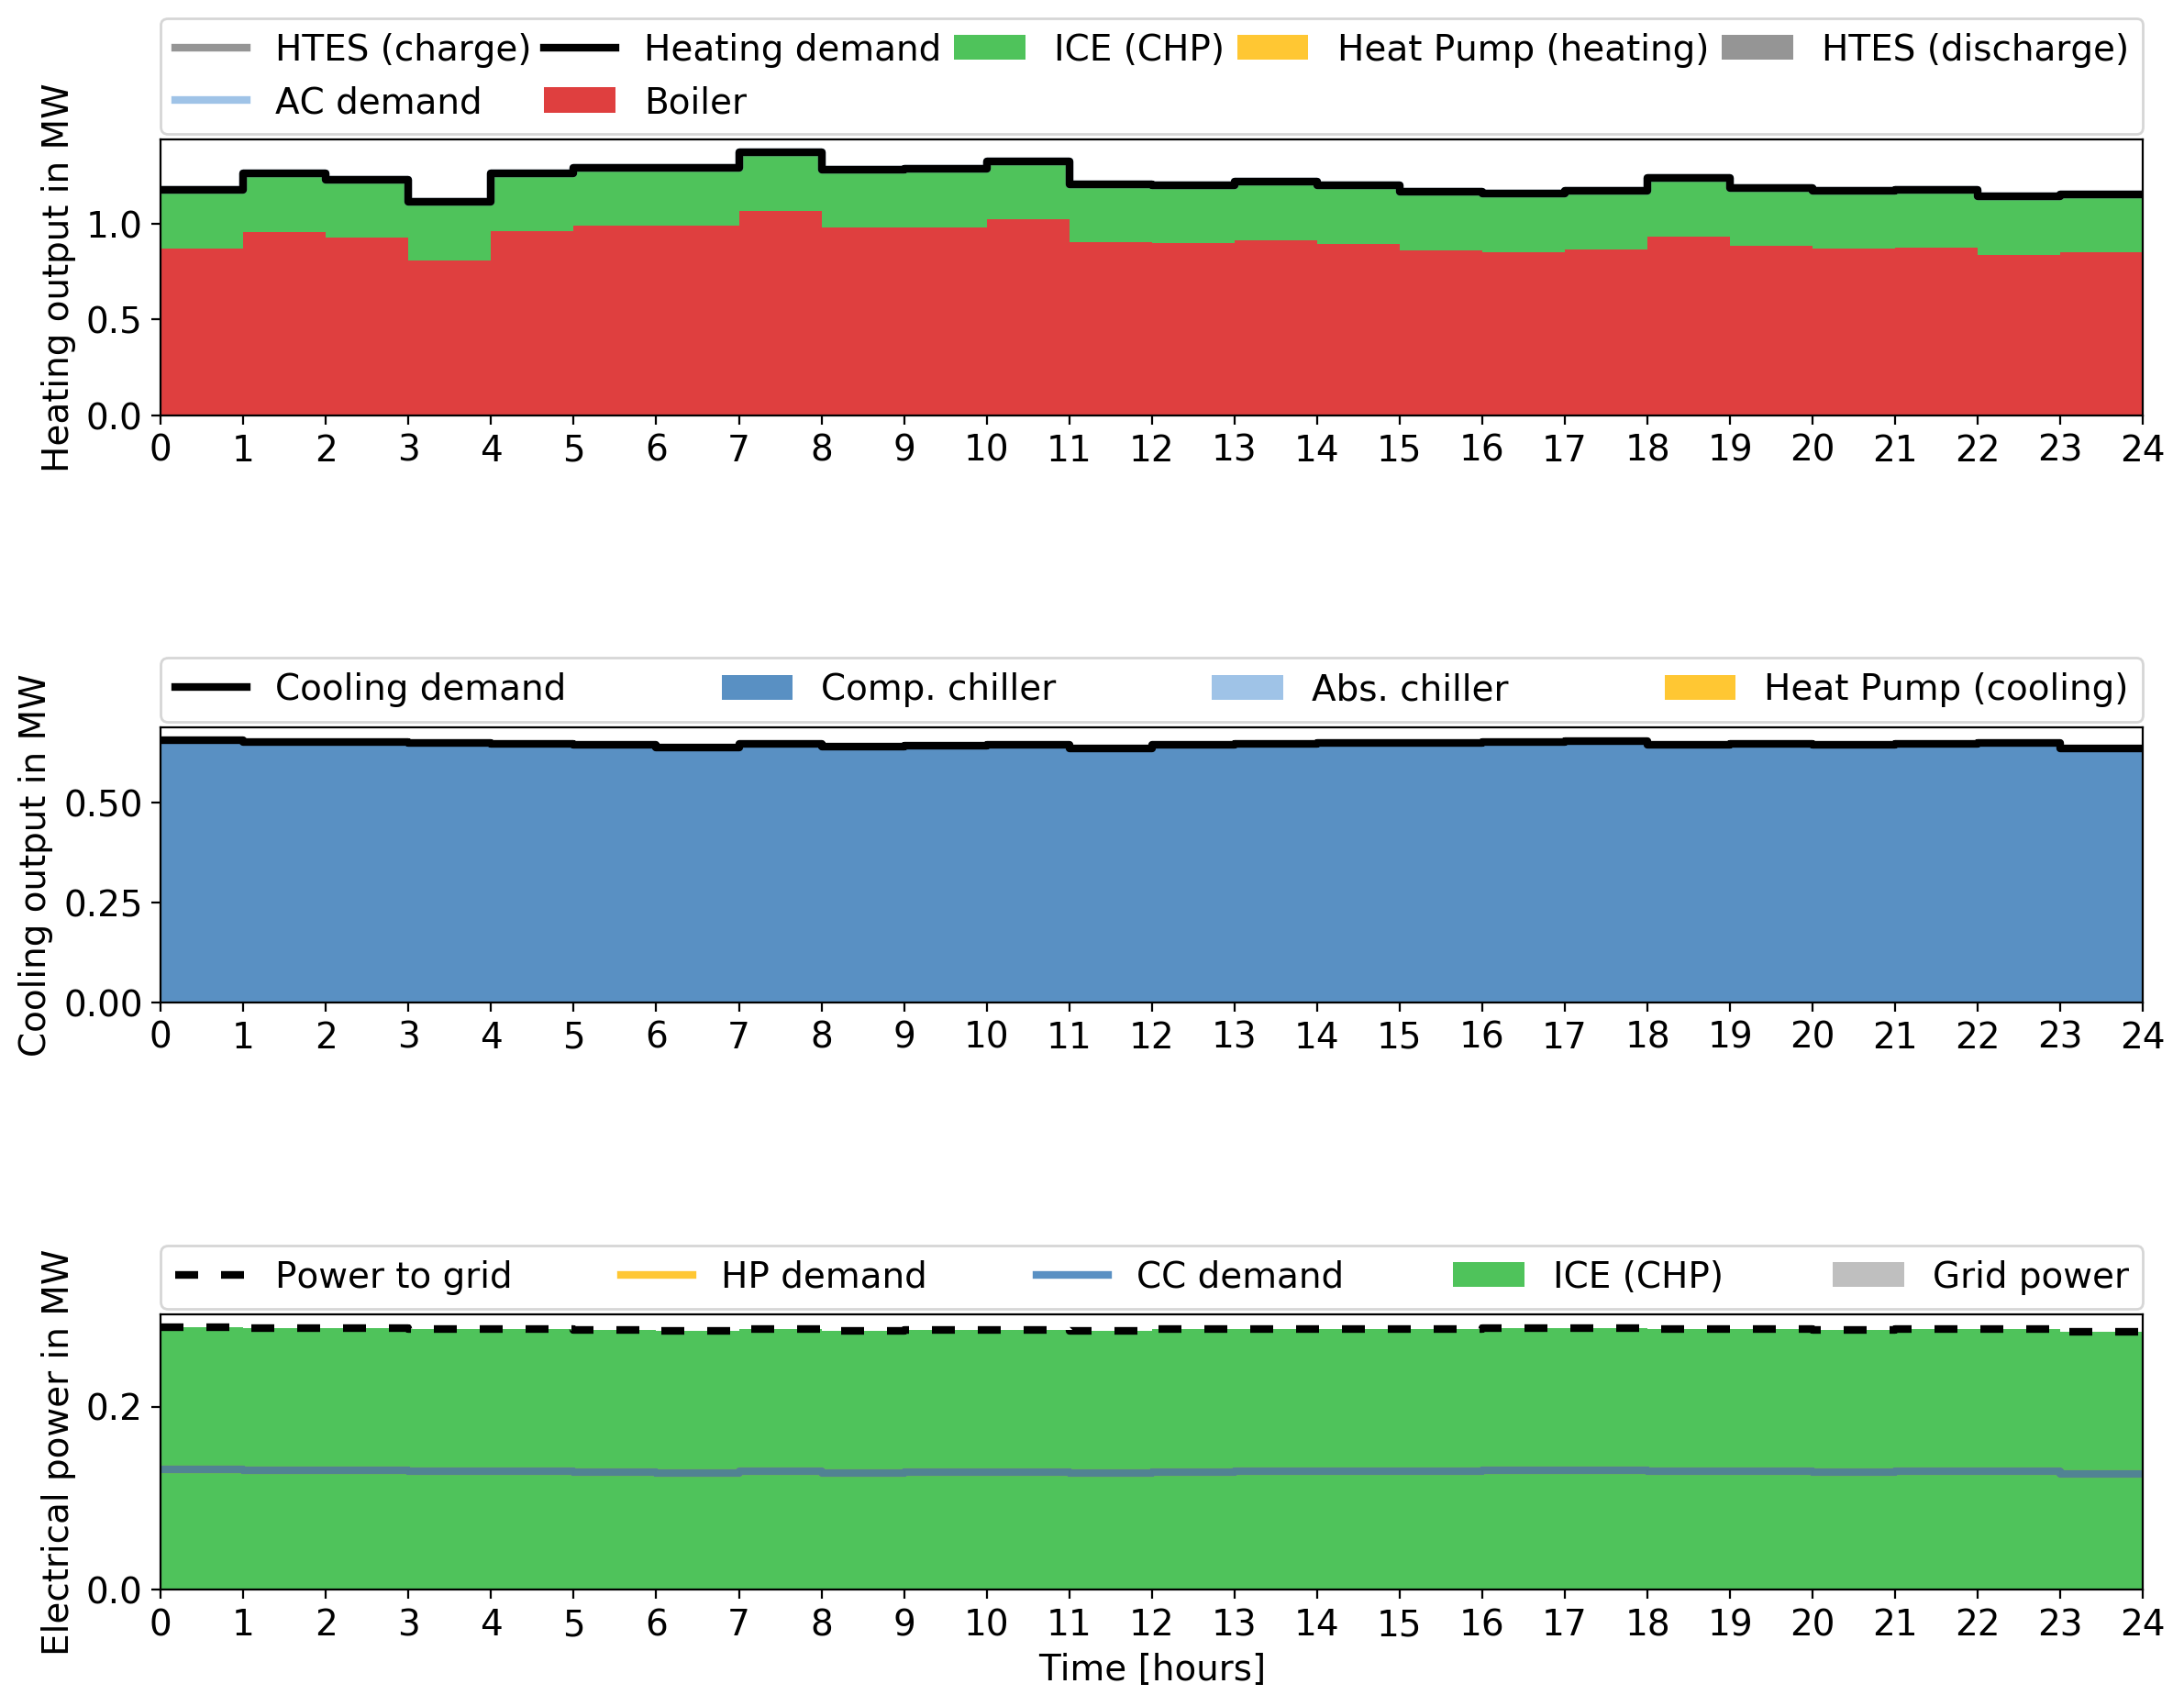 HTES (charge) Heating demand ICE (CHP) Heat Pump (heating) HTES (discharge)
AC demand Boiler
Heating output in MW
1.0
0.5
0.0
0 1 2 3 4 5 6 7 8 9 10 11 12 13 14 15 16 17 18 19 20 21 22 23 24
Cooling demand Comp. chiller Abs. chiller Heat Pump (cooling)
Cooling output in MW
0.50
0.25
0.00
0 1 2 3 4 5 6 7 8 9 10 11 12 13 14 15 16 17 18 19 20 21 22 23 24
Power to grid HP demand CC demand ICE (CHP) Grid power
Electrical power in MW
0.2
0.0
0 1 2 3 4 5 6 7 8 9 10 11 12 13 14 15 16 17 18 19 20 21 22 23 24
Time [hours]